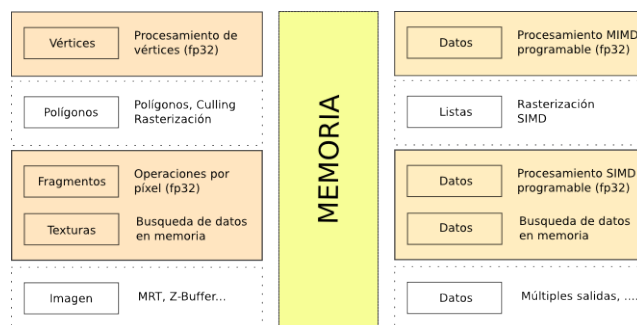 Vértices
Procesamiento de
vértices (fp32)
Polígonos
Polígonos, Culling
Rasterización
Fragmentos
Operaciones por
píxel (fp32)
Texturas
Busqueda de datos
en memoria
Imagen
MRT, Z-Buffer...
MEMORIA
Datos
Procesamiento MIMD
programable (fp32)
Listas
Rasterización
SIMD
Datos
Procesamiento SIMD
programable (fp32)
Datos
Busqueda de datos
en memoria
Datos
Múltiples salidas, ....